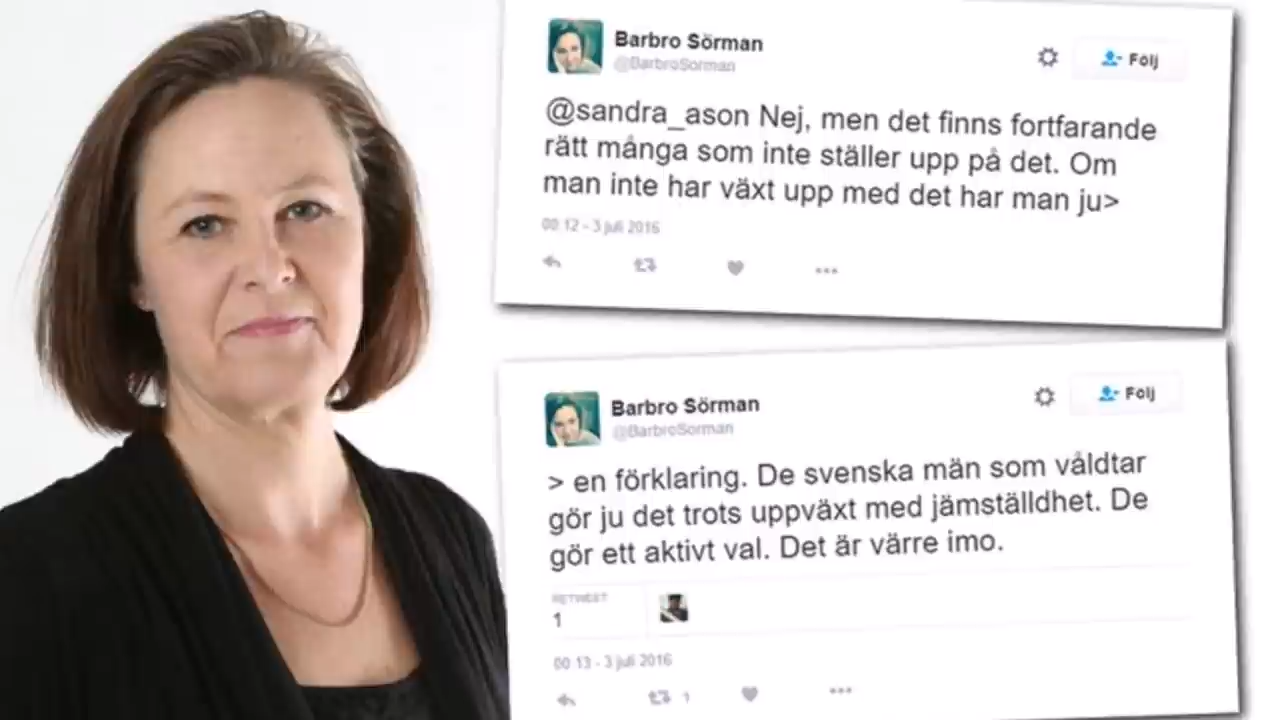 Barbro Sörman
@BarbroSorman
Följ
@sandra_ason Nej, men det finns fortfarande
rätt många som inte ställer upp på det. Om
man inte har växt upp med det har man ju>
00:12 - 3 juli 2016
Barbro Sörman
@BarbroSorman
Följ
> en förklaring. De svenska män som våldtar
gör ju det trots uppväxt med jämställdhet. De
gör ett aktivt val. Det är värre imo.
RETWEET
1
00:13 - 3 juli 2016
1